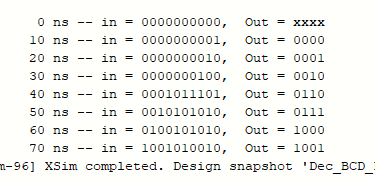 0 ns -- in = 0000000000,  Out = xxxx
10 ns -- in = 0000000001,  Out = 0000
20 ns -- in = 0000000010,  Out = 0001
30 ns -- in = 0000000100,  Out = 0010
40 ns -- in = 0001011101,  Out = 0110
50 ns -- in = 0010101010,  Out = 0111
60 ns -- in = 0100101010,  Out = 1000
70 ns -- in = 1001010010,  Out = 1001
m-96] XSim completed. Design snapshot 'Dec_BCD_